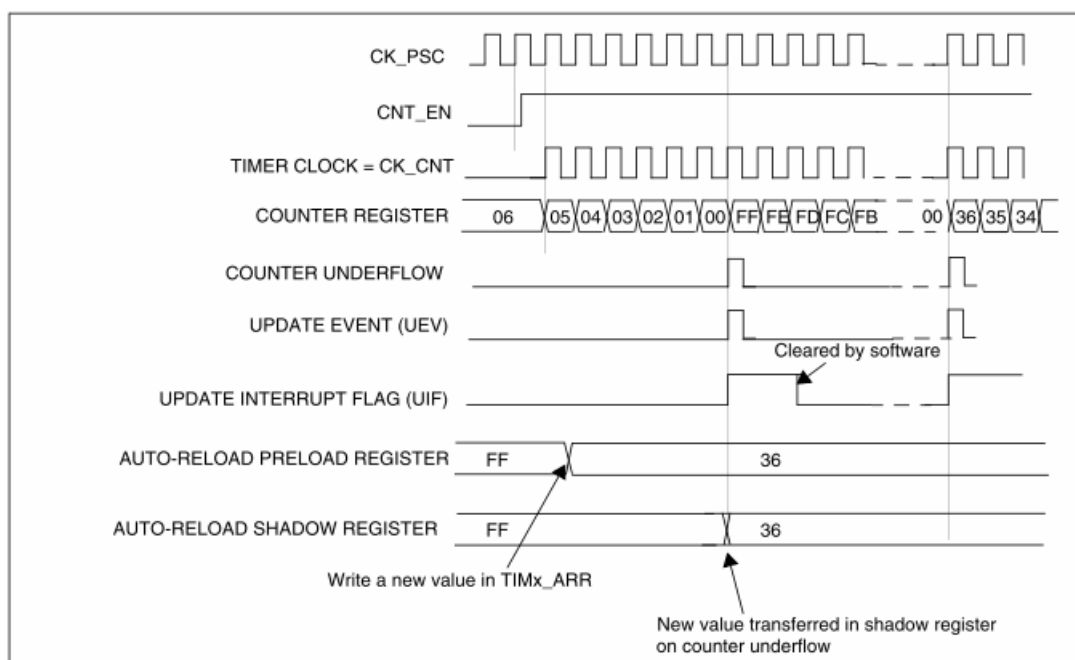 CK_PSC
CNT_EN
TIMER CLOCK = CK_CNT
COUNTER REGISTER 06 05 04 03 02 01 00 FF FE FD FC FB 00 36 35 34
COUNTER UNDERFLOW
UPDATE EVENT (UEV)
Cleared by software
UPDATE INTERRUPT FLAG (UIF)
AUTO-RELOAD PRELOAD REGISTER FF 36
AUTO-RELOAD SHADOW REGISTER FF 36
Write a new value in TIMx_ARR
New value transferred in shadow register
on counter underflow